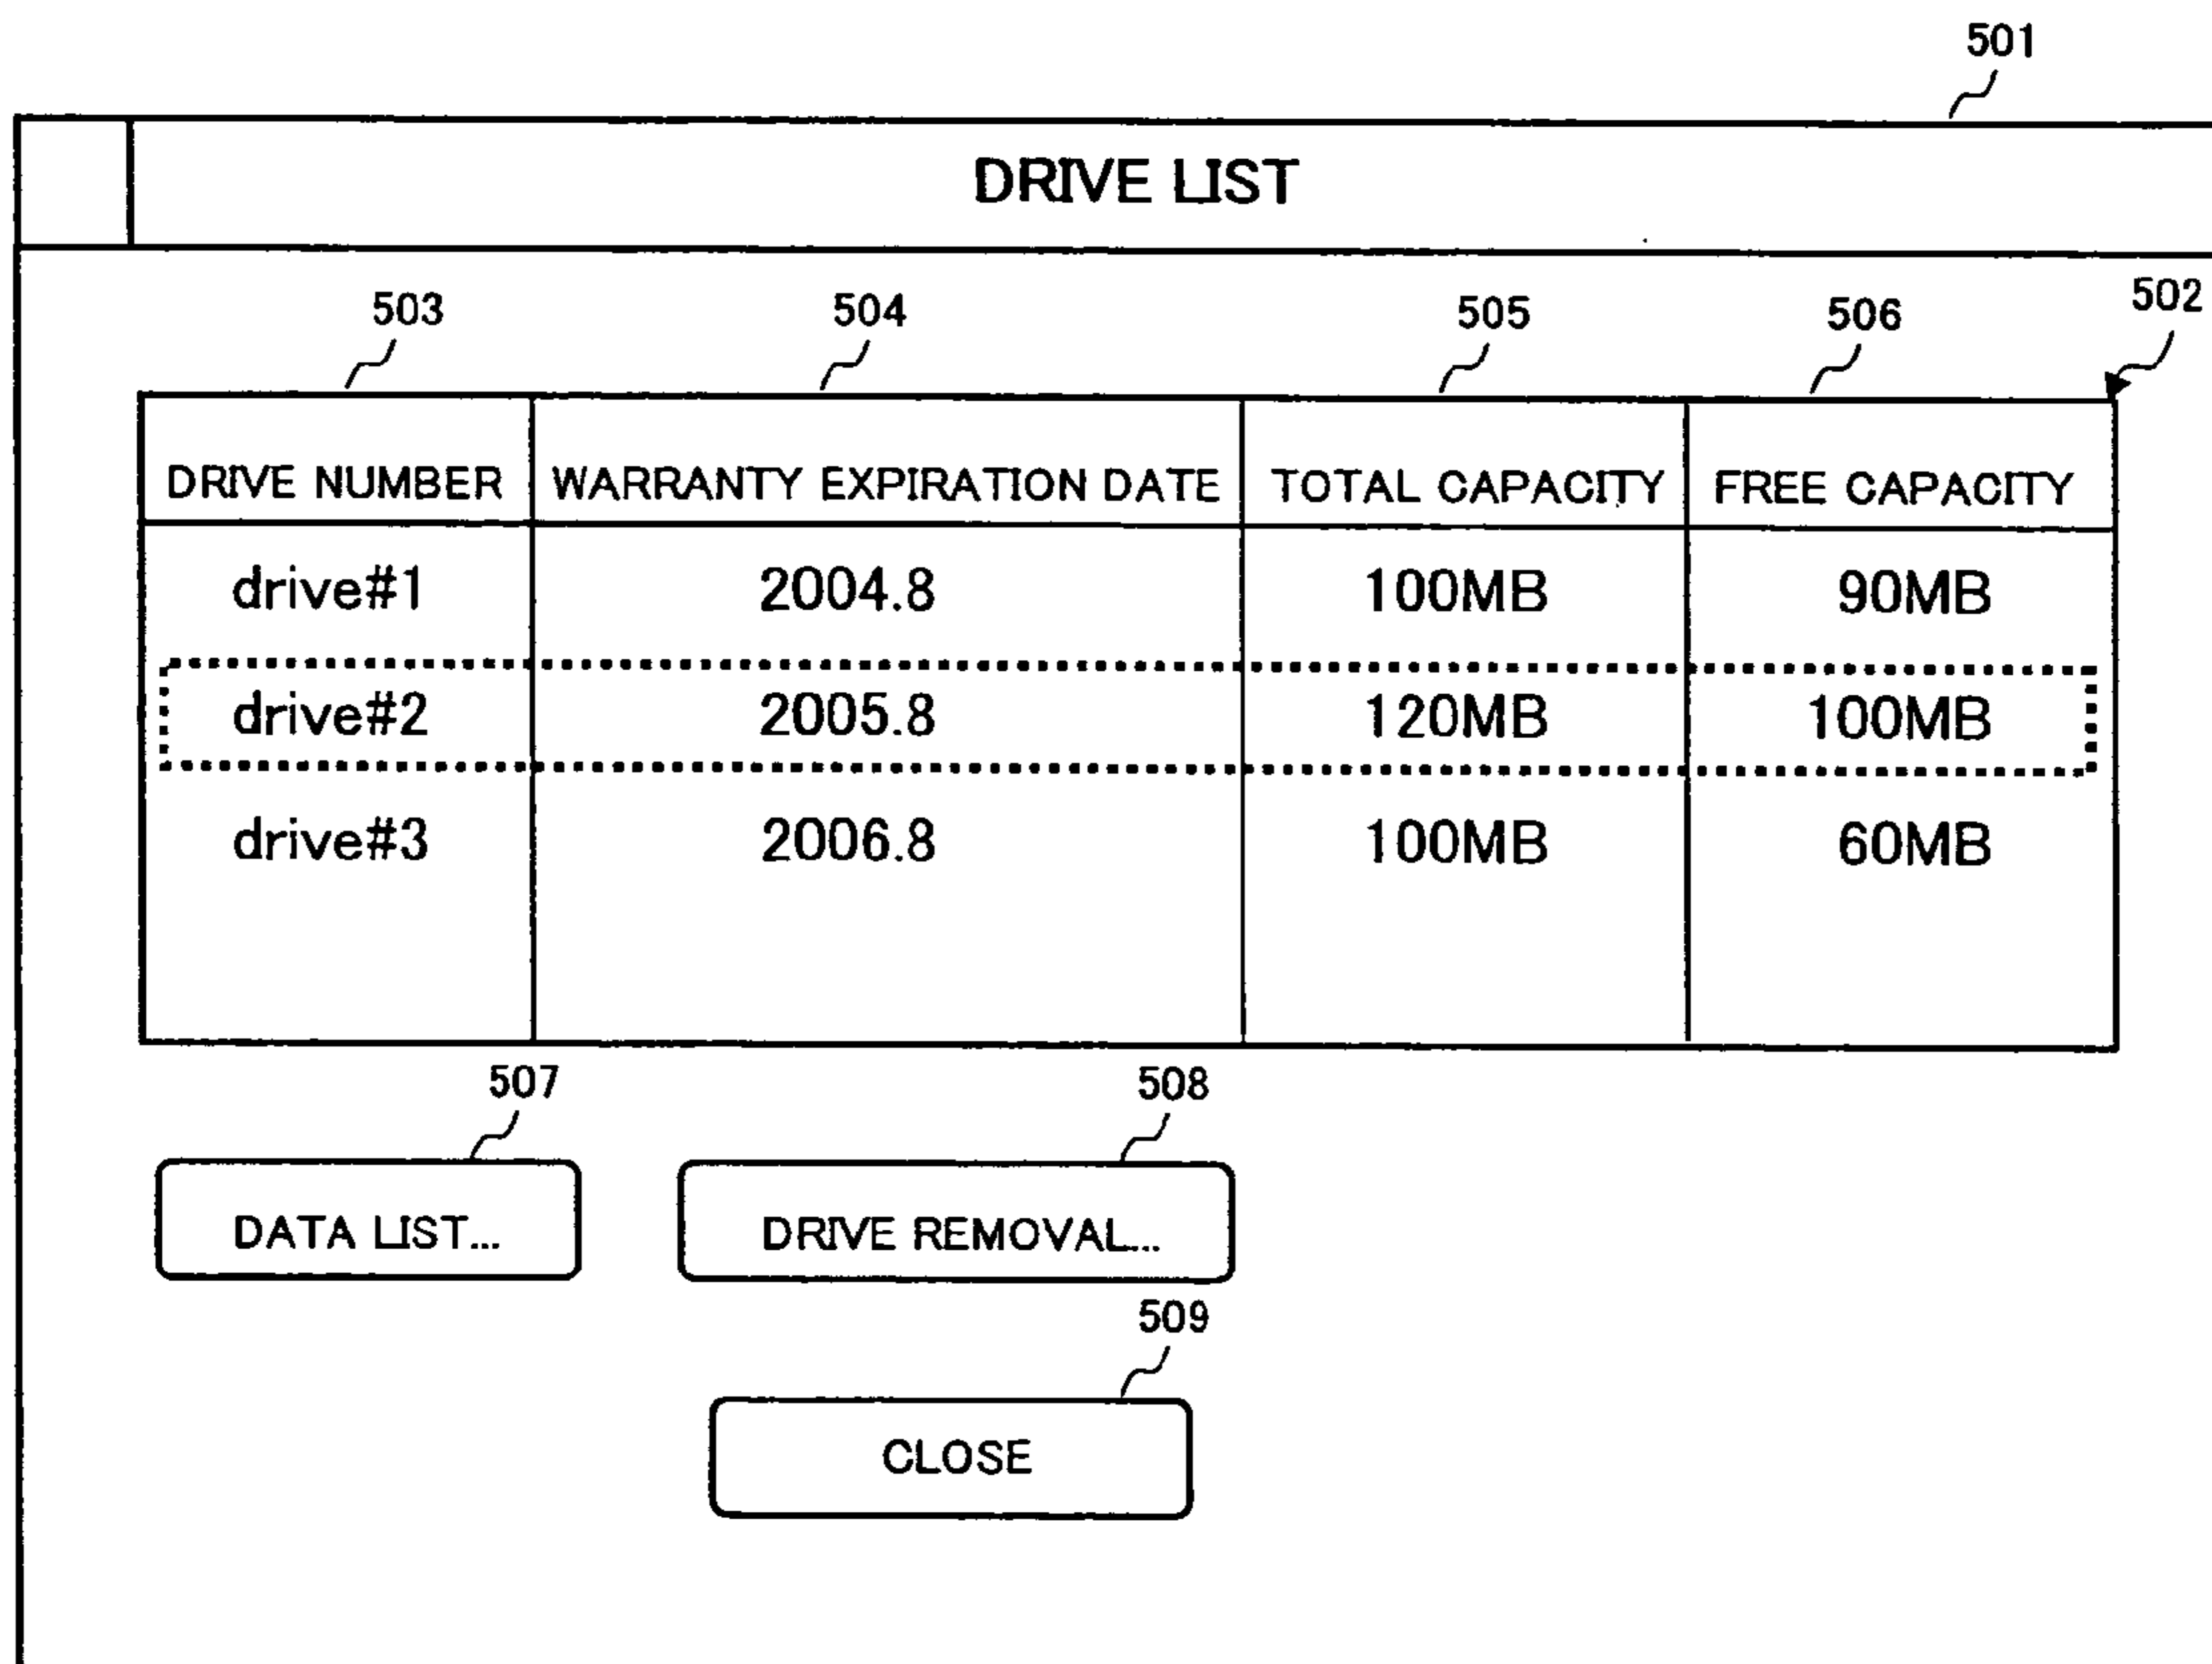 501
DRIVE LIST
503 504 505 506 502
DRIVE NUMBER WARRANTY EXPIRATION DATE TOTAL CAPACITY FREE CAPACITY
drive#1 2004.8 100MB 90MB
drive#2 2005.8 120MB 100MB
drive#3 2006.8 100MB 60MB
507 508
DATA LIST... DRIVE REMOVAL...
509
CLOSE